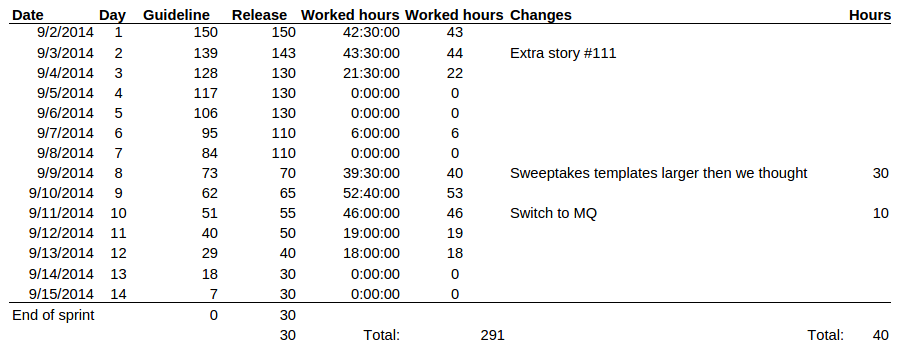 Date Day Guideline Release Worked hours Worked hours Changes Hours
9/2/2014 1 150 150 42:30:00 43
9/3/2014 2 139 143 43:30:00 44 Extra story #111
9/4/2014 3 128 130 21:30:00 22
9/5/2014 4 117 130 0:00:00 0
9/6/2014 5 106 130 0:00:00 0
9/7/2014 6 95 110 6:00:00 6
9/8/2014 7 84 110 0:00:00 0
9/9/2014 8 73 70 39:30:00 40 Sweeptakes templates larger then we thought 30
9/10/2014 9 62 65 52:40:00 53
9/11/2014 10 51 55 46:00:00 46 Switch to MQ 10
9/12/2014 11 40 50 19:00:00 19
9/13/2014 12 29 40 18:00:00 18
9/14/2014 13 18 30 0:00:00 0
9/15/2014 14 7 30 0:00:00 0
End of sprint 0 30
30 Total: 291 Total: 40